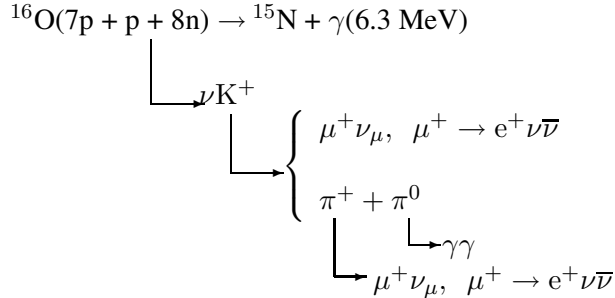 ¹⁶O(7p + p + 8n) → ¹⁵N + γ(6.3 MeV)
νK⁺
μ⁺ν_μ, μ⁺ → e⁺νν̅
π⁺ + π⁰
γγ
μ⁺ν_μ, μ⁺ → e⁺νν̅